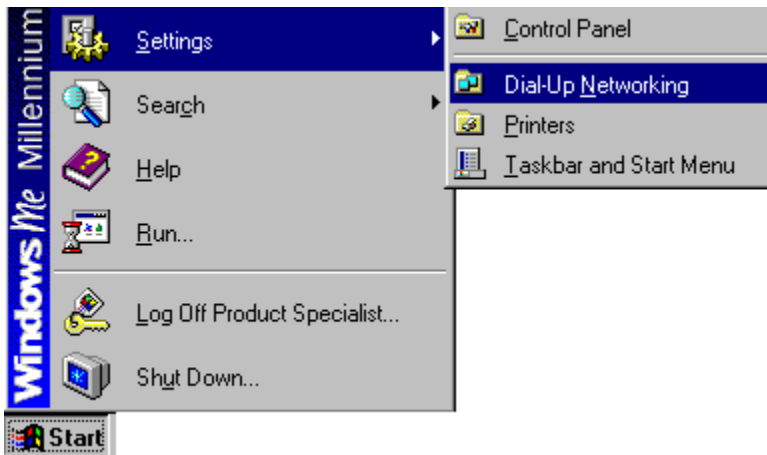 Windows Me Millennium
Settings
Search
Help
Run...
Log Off Product Specialist...
Shut Down...
Start
Control Panel
Dial-Up Networking
Printers
Taskbar and Start Menu